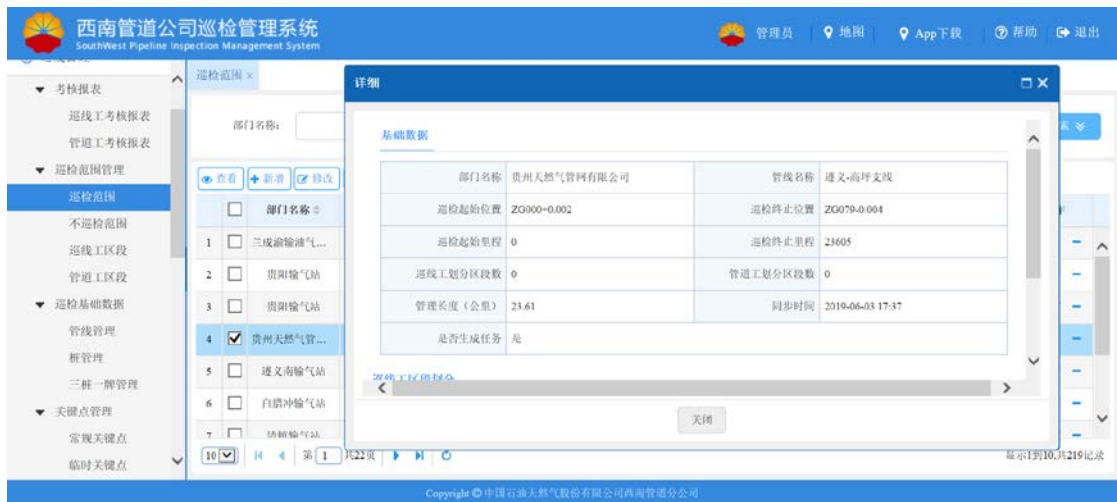 西南管道公司巡检管理系统
SouthWest Pipeline Inspection Management System
管理员 地图 App下载 帮助 退出
考核报表
巡线工考核报表
管道工考核报表
巡检范围管理
巡检范围
不巡检范围
巡线工区段
管道工区段
巡检基础数据
管线管理
桩管理
三桩一牌管理
关键点管理
常规关键点
临时关键点
巡检范围 ×
部门名称:
查看 新增 修改
部门名称
1 兰成渝输油气...
2 贵阳输气站
3 贵阳输气站
4 贵州天然气管...
5 遵义南输气站
6 白腊冲输气站
7
详细
基础数据
部门名称 贵州天然气管网有限公司 管线名称 遵义-高坪支线
巡检起始位置 ZG000+0.002 巡检终止位置 ZG079-0.004
巡检起始里程 0 巡检终止里程 23605
巡线工划分区段数 0 管道工划分区段数 0
管理长度（公里） 23.61 同步时间 2019-06-03 17:37
是否生成任务 是
巡线工区段划分
关闭
10 第 1 共22页 显示1到10,共219记录
Copyright © 中国石油天然气股份有限公司西南管道分公司